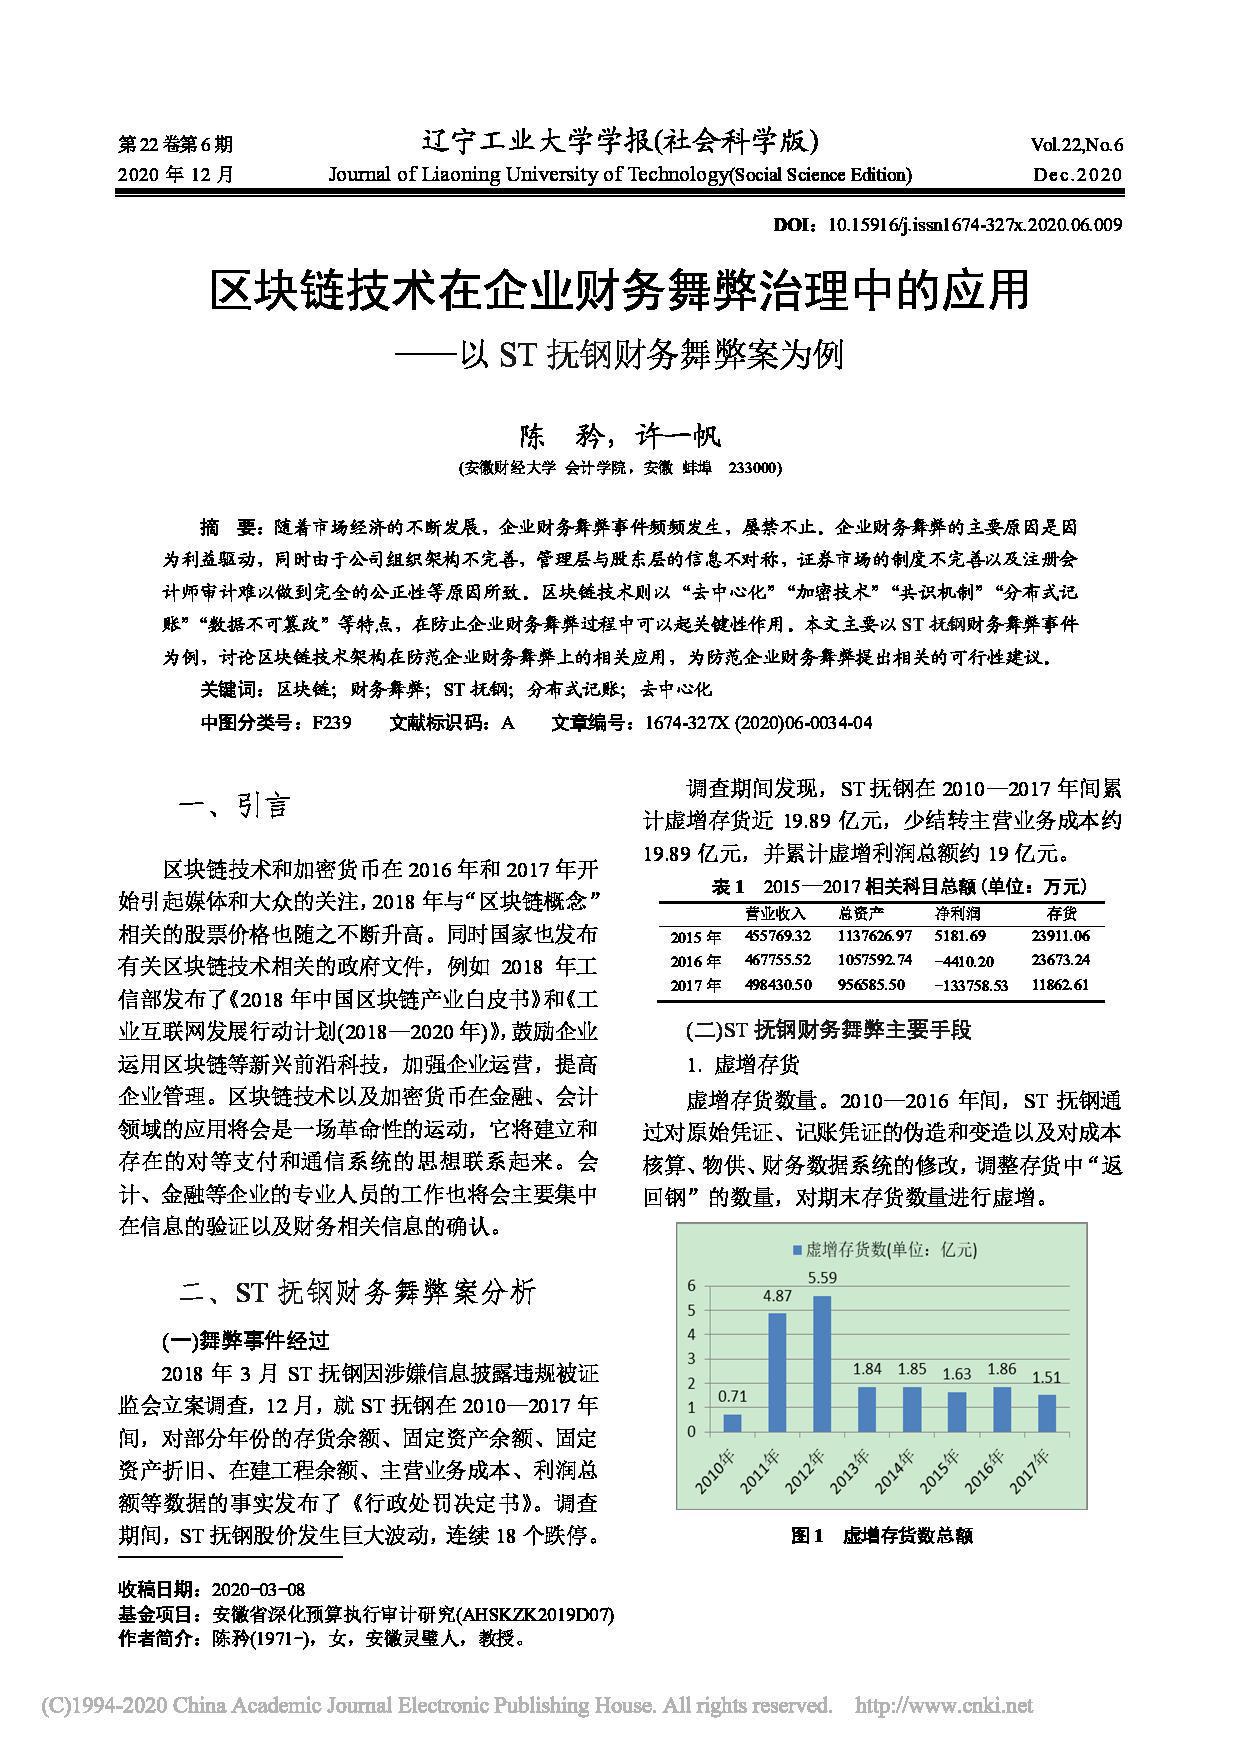 第22卷第6期
辽宁工业大学学报(社会科学版)
Vol.22,No.6
2020 年 12 月
Journal of Liaoning University of Technology(Social Science Edition)
Dec.2020
DOI：10.15916/j.issn1674-327x.2020.06.009
区块链技术在企业财务舞弊治理中的应用
——以 ST 抚钢财务舞弊案为例
陈　矜，许一帆
(安徽财经大学 会计学院，安徽 蚌埠 233000)
摘　要：随着市场经济的不断发展，企业财务舞弊事件频频发生，屡禁不止。企业财务舞弊的主要原因是因
为利益驱动，同时由于公司组织架构不完善，管理层与股东层的信息不对称，证券市场的制度不完善以及注册会
计师审计难以做到完全的公正性等原因所致。区块链技术则以“去中心化”“加密技术”“共识机制”“分布式记
账”“数据不可篡改”等特点，在防止企业财务舞弊过程中可以起关键性作用。本文主要以 ST 抚钢财务舞弊事件
为例，讨论区块链技术架构在防范企业财务舞弊上的相关应用，为防范企业财务舞弊提出相关的可行性建议。
关键词：区块链；财务舞弊；ST 抚钢；分布式记账；去中心化
中图分类号：F239　　文献标识码：A　　文章编号：1674-327X (2020)06-0034-04
一、引言
区块链技术和加密货币在 2016 年和 2017 年开
始引起媒体和大众的关注，2018 年与“区块链概念”
相关的股票价格也随之不断升高。同时国家也发布
有关区块链技术相关的政府文件，例如 2018 年工
信部发布了《2018 年中国区块链产业白皮书》和《工
业互联网发展行动计划(2018—2020 年)》，鼓励企业
运用区块链等新兴前沿科技，加强企业运营，提高
企业管理。区块链技术以及加密货币在金融、会计
领域的应用将会是一场革命性的运动，它将建立和
存在的对等支付和通信系统的思想联系起来。会
计、金融等企业的专业人员的工作也将会主要集中
在信息的验证以及财务相关信息的确认。
二、ST 抚钢财务舞弊案分析
(一)舞弊事件经过
2018 年 3 月 ST 抚钢因涉嫌信息披露违规被证
监会立案调查，12 月，就 ST 抚钢在 2010—2017 年
间，对部分年份的存货余额、固定资产余额、固定
资产折旧、在建工程余额、主营业务成本、利润总
额等数据的事实发布了《行政处罚决定书》。调查
期间，ST 抚钢股价发生巨大波动，连续 18 个跌停。
调查期间发现，ST 抚钢在 2010—2017 年间累
计虚增存货近 19.89 亿元，少结转主营业务成本约
19.89 亿元，并累计虚增利润总额约 19 亿元。
表 1　2015—2017 相关科目总额 (单位：万元)
营业收入 总资产 净利润 存货
2015 年 455769.32 1137626.97 5181.69 23911.06
2016 年 467755.52 1057592.74 -4410.20 23673.24
2017 年 498430.50 956585.50 -133758.53 11862.61
(二)ST 抚钢财务舞弊主要手段
1. 虚增存货
虚增存货数量。2010—2016 年间，ST 抚钢通
过对原始凭证、记账凭证的伪造和变造以及对成本
核算、物供、财务数据系统的修改，调整存货中“返
回钢”的数量，对期末存货数量进行虚增。
虚增存货数(单位：亿元)
6
5
4
3
2
1
0
0.71 4.87 5.59 1.84 1.85 1.63 1.86 1.51
2010年 2011年 2012年 2013年 2014年 2015年 2016年 2017年
图 1　虚增存货数总额
收稿日期：2020-03-08
基金项目：安徽省深化预算执行审计研究(AHSKZK2019D07)
作者简介：陈矜(1971-)，女，安徽灵璧人，教授。
(C)1994-2020 China Academic Journal Electronic Publishing House. All rights reserved. http://www.cnki.net